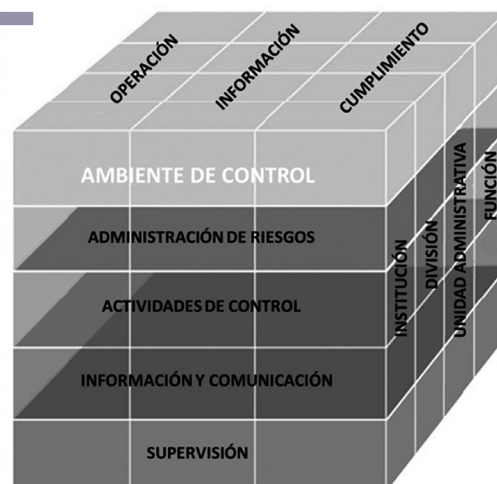 OPERACIÓN
INFORMACIÓN
CUMPLIMIENTO
AMBIENTE DE CONTROL
ADMINISTRACIÓN DE RIESGOS
ACTIVIDADES DE CONTROL
INFORMACIÓN Y COMUNICACIÓN
SUPERVISIÓN
INSTITUCIÓN
DIVISIÓN
UNIDAD ADMINISTRATIVA
FUNCIÓN